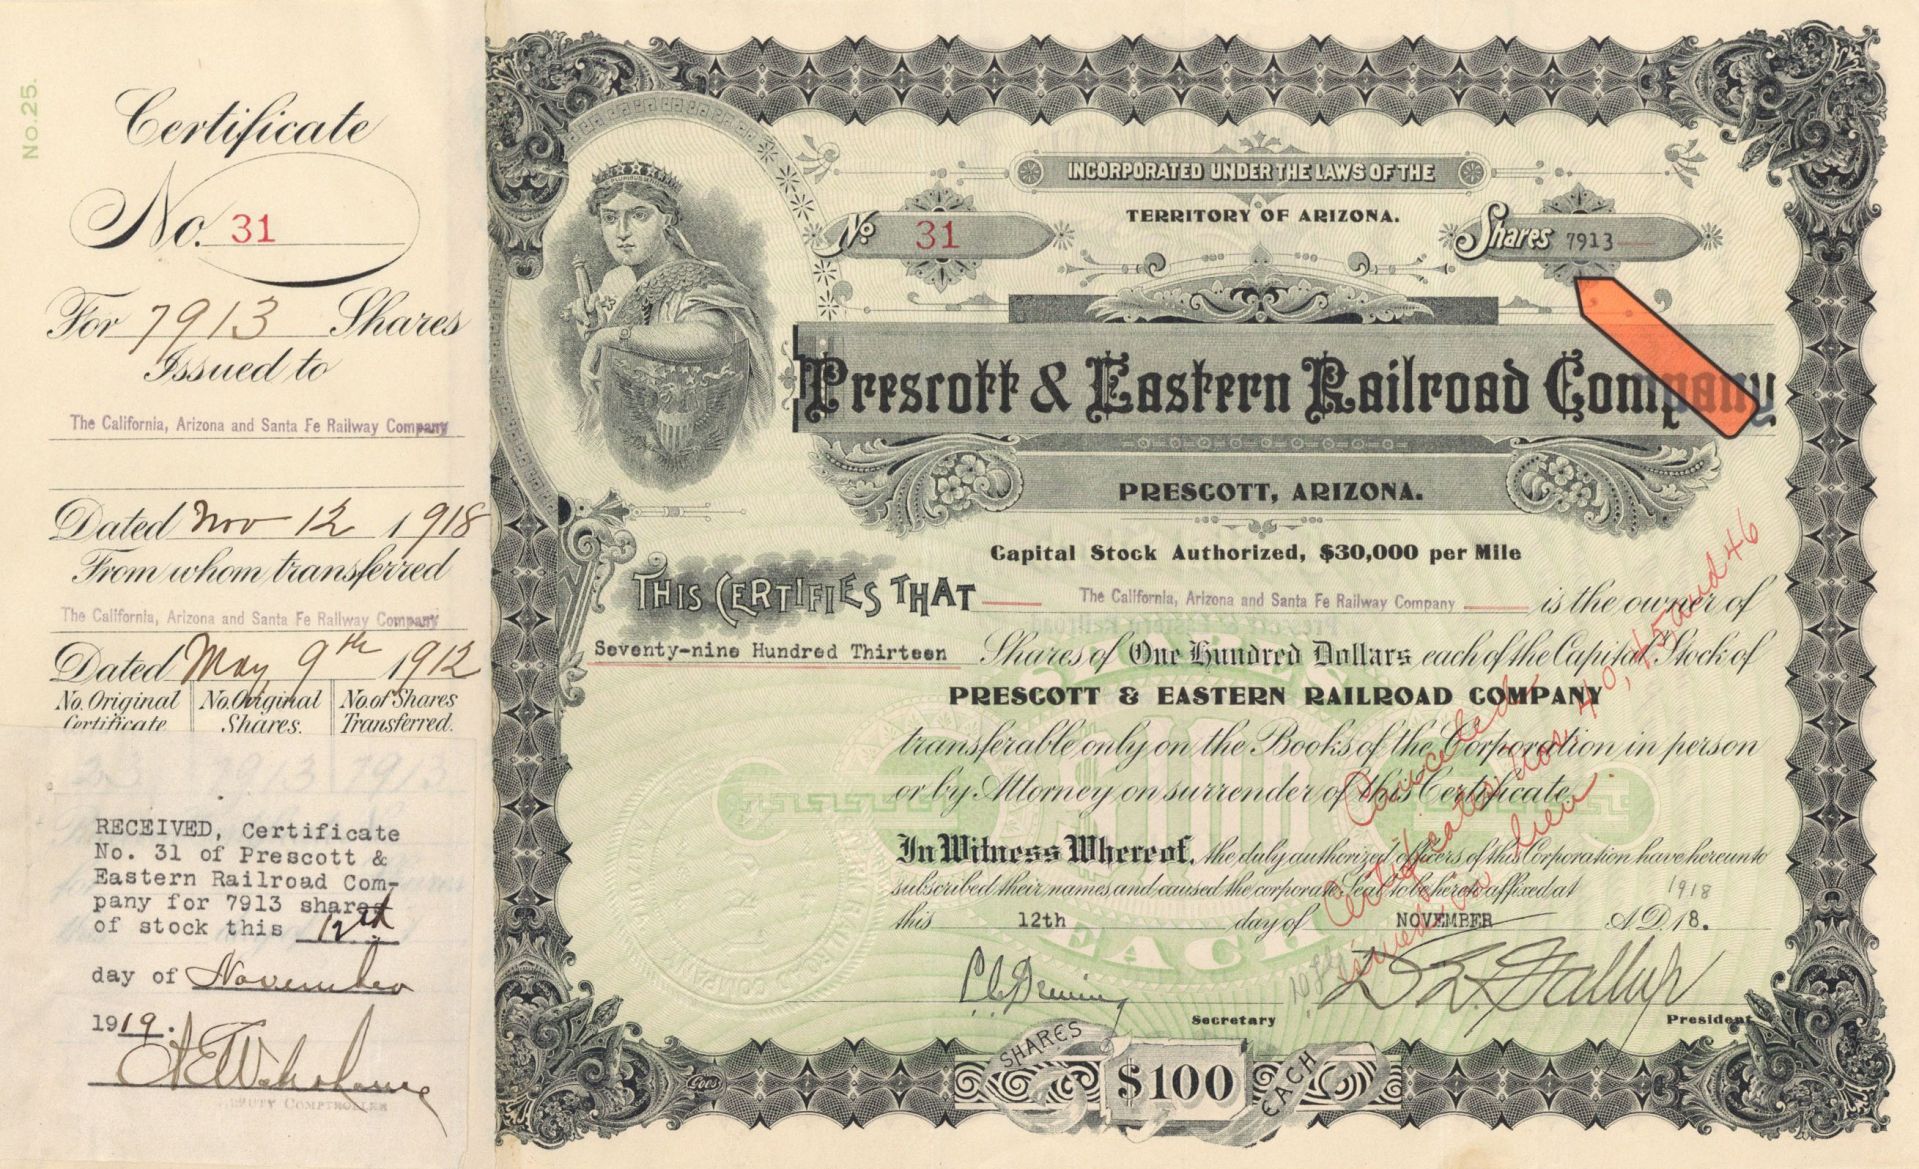 No. 25.
Certificate
No. 31
For 7913 Shares
Issued to
The California, Arizona and Santa Fe Railway Company
Dated Nov 12 1918
From whom transferred
The California, Arizona and Santa Fe Railway Company
Dated May 9th 1912
No. Original Certificate
No. Original Shares.
No. of Shares Transferred.
23 7913 7913
RECEIVED, Certificate
No. 31 of Prescott &
Eastern Railroad Com-
pany for 7913 shares
of stock this 12th
day of November
1919.
DEPUTY COMPTROLLER
INCORPORATED UNDER THE LAWS OF THE
TERRITORY OF ARIZONA.
No 31
Shares 7913
Prescott & Eastern Railroad Company
PRESCOTT, ARIZONA.
Capital Stock Authorized, $30,000 per Mile
THIS CERTIFIES THAT The California, Arizona and Santa Fe Railway Company is the owner of
Seventy-nine Hundred Thirteen Shares of One Hundred Dollars each of the Capital Stock of
PRESCOTT & EASTERN RAILROAD COMPANY
transferable only on the Books of the Corporation in person
or by Attorney on surrender of this Certificate.
In Witness Whereof, the duly authorized officers of this Corporation have hereunto
subscribed their names, and caused the corporate Seal to be hereto affixed at 1918
this 12th day of NOVEMBER A.D. 18.
Secretary
President
Canceled
Certificates Nos. 40, 45 and 46
issued in lieu.
SHARES
$100
EACH
SHARES
$100
EACH
Goes